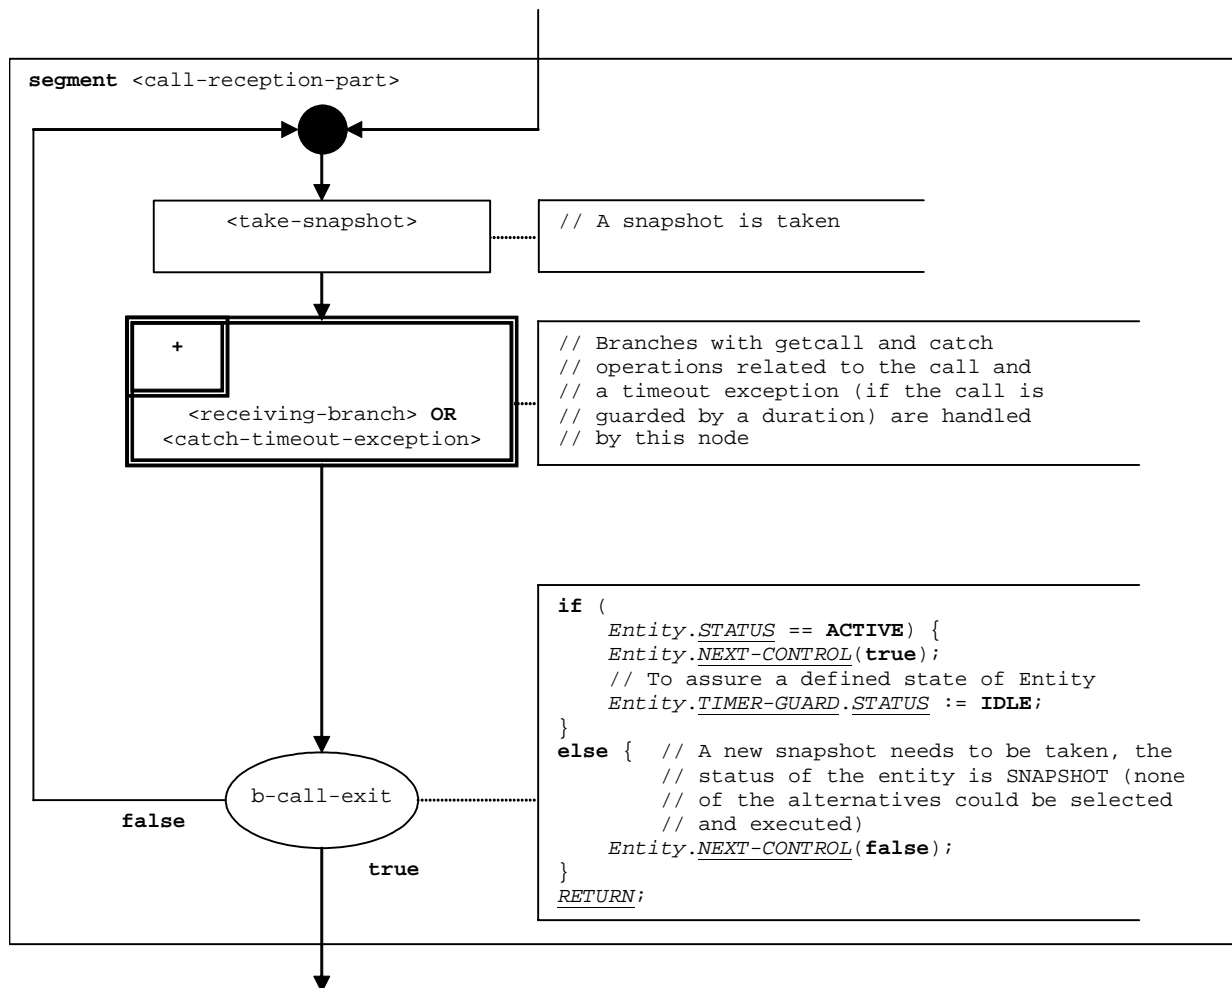 segment <call-reception-part>
<take-snapshot>
// A snapshot is taken
+
<receiving-branch> OR
<catch-timeout-exception>
// Branches with getcall and catch
// operations related to the call and
// a timeout exception (if the call is
// guarded by a duration) are handled
// by this node
if (
Entity.STATUS == ACTIVE) {
Entity.NEXT-CONTROL(true);
// To assure a defined state of Entity
Entity.TIMER-GUARD.STATUS := IDLE;
}
else { // A new snapshot needs to be taken, the
// status of the entity is SNAPSHOT (none
// of the alternatives could be selected
// and executed)
Entity.NEXT-CONTROL(false);
}
RETURN;
b-call-exit
false
true